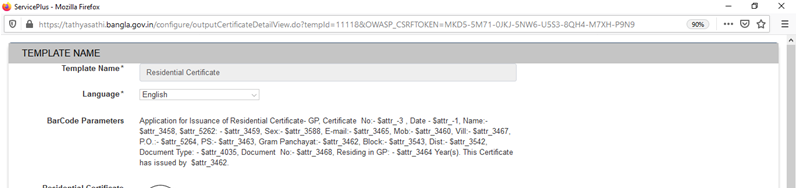 ServicePlus - Mozilla Firefox
https://tathyasathi.bangla.gov.in/configure/outputCertificateDetailView.do?tempId=11118&OWASP_CSRFTOKEN=MKD5-5M71-0JKJ-5NW6-U5S3-8QH4-M7XH-P9N9
90%
TEMPLATE NAME
Template Name*
Residential Certificate
Language*
English
BarCode Parameters
Application for Issuance of Residential Certificate- GP, Certificate No:- $attr_-3 , Date - $attr_-1, Name:-
$attr_3458, $attr_5262: - $attr_3459, Sex:- $attr_3588, E-mail:- $attr_3465, Mob:- $attr_3460, Vill:- $attr_3467,
P.O.:- $attr_5264, PS:- $attr_3463, Gram Panchayat:- $attr_3462, Block:- $attr_3543, Dist:- $attr_3542,
Document Type: - $attr_4035, Document No:- $attr_3468, Residing in GP: - $attr_3464 Year(s). This Certificate
has issued by $attr_3462.
Residential Certificate